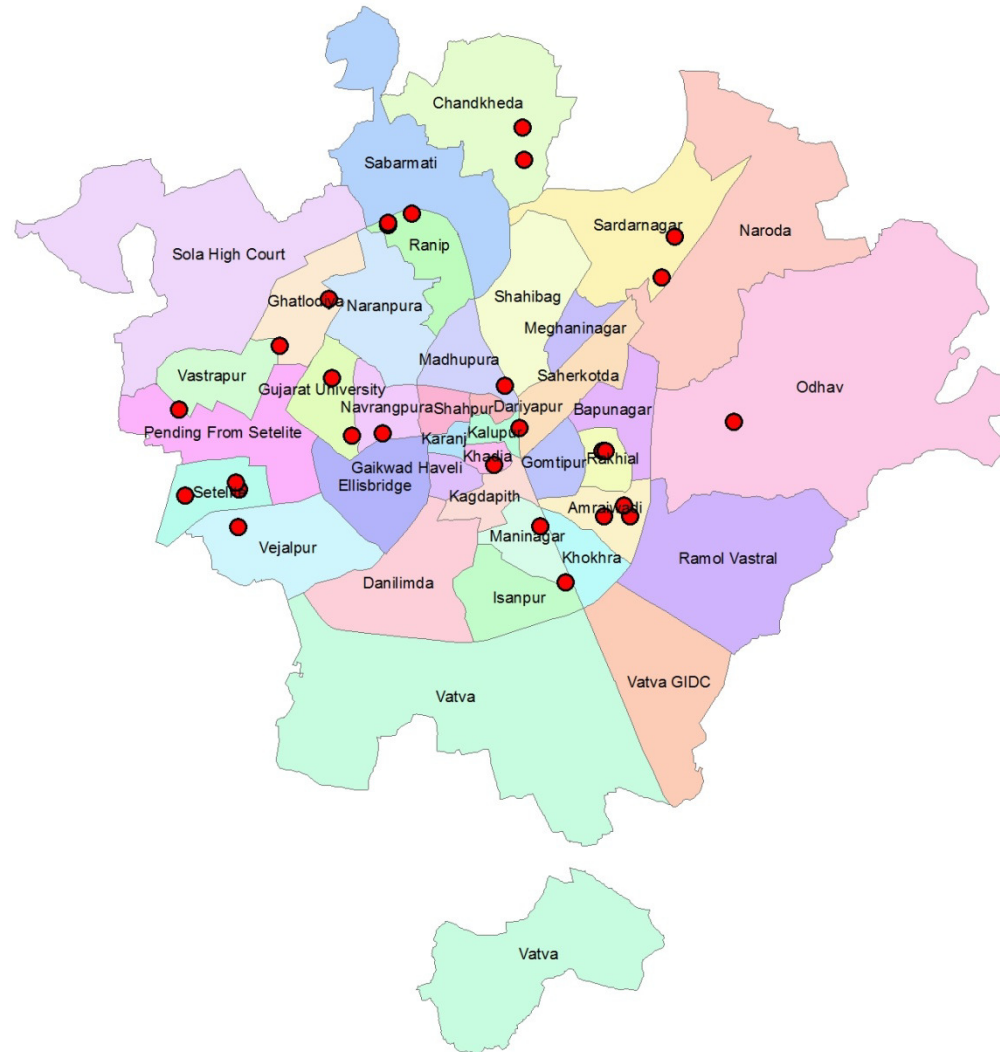 Chandkheda
Sabarmati
Sardarnagar
Naroda
Ranip
Sola High Court
Shahibag
Ghatlodiya
Naranpura
Meghaninagar
Madhupura
Saherkotda
Odhav
Vastrapur
Gujarat University
Navrangpura
Shahpur
Dariyapur
Bapunagar
Pending From Setelite
Karanj
Kalupur
Khadia
Rakhial
Gaikwad Haveli
Gomtipur
Ellisbridge
Setelite
Kagdapith
Amraiwadi
Maninagar
Vejalpur
Khokhra
Ramol Vastral
Danilimda
Isanpur
Vatva GIDC
Vatva
Vatva